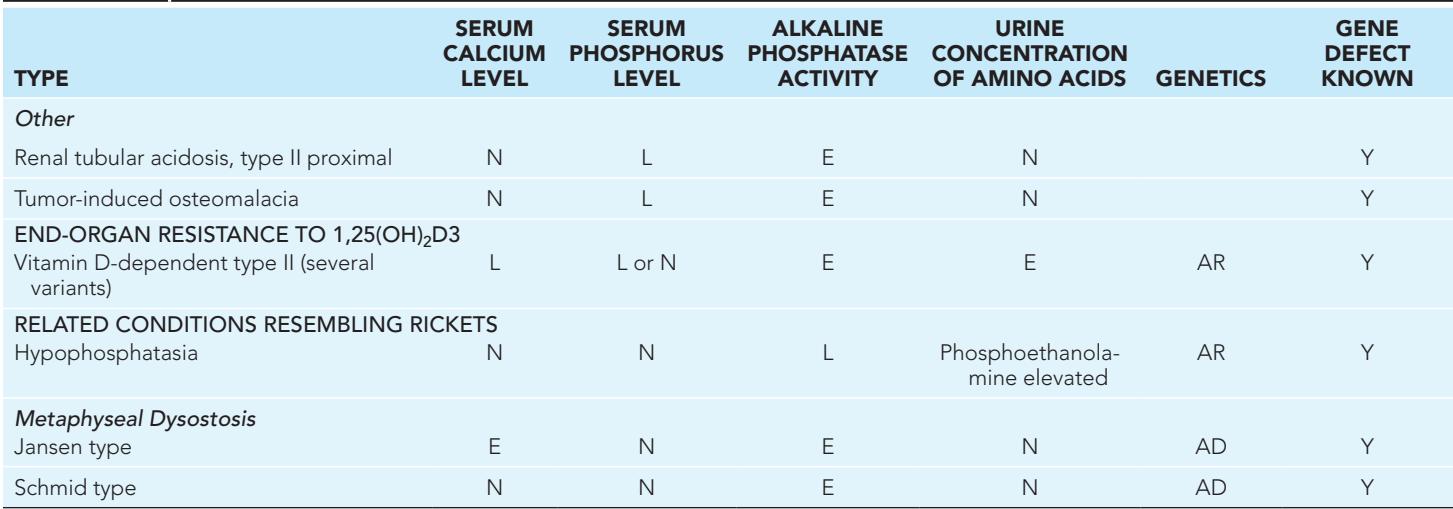 TYPE SERUM CALCIUM LEVEL SERUM PHOSPHORUS LEVEL ALKALINE PHOSPHATASE ACTIVITY URINE CONCENTRATION OF AMINO ACIDS GENETICS GENE DEFECT KNOWN
Other
Renal tubular acidosis, type II proximal N L E N Y
Tumor-induced osteomalacia N L E N Y
END-ORGAN RESISTANCE TO 1,25(OH)₂D3
Vitamin D-dependent type II (several variants) L L or N E E AR Y
RELATED CONDITIONS RESEMBLING RICKETS
Hypophosphatasia N N L Phosphoethanola-mine elevated AR Y
Metaphyseal Dysostosis
Jansen type E N E N AD Y
Schmid type N N E N AD Y